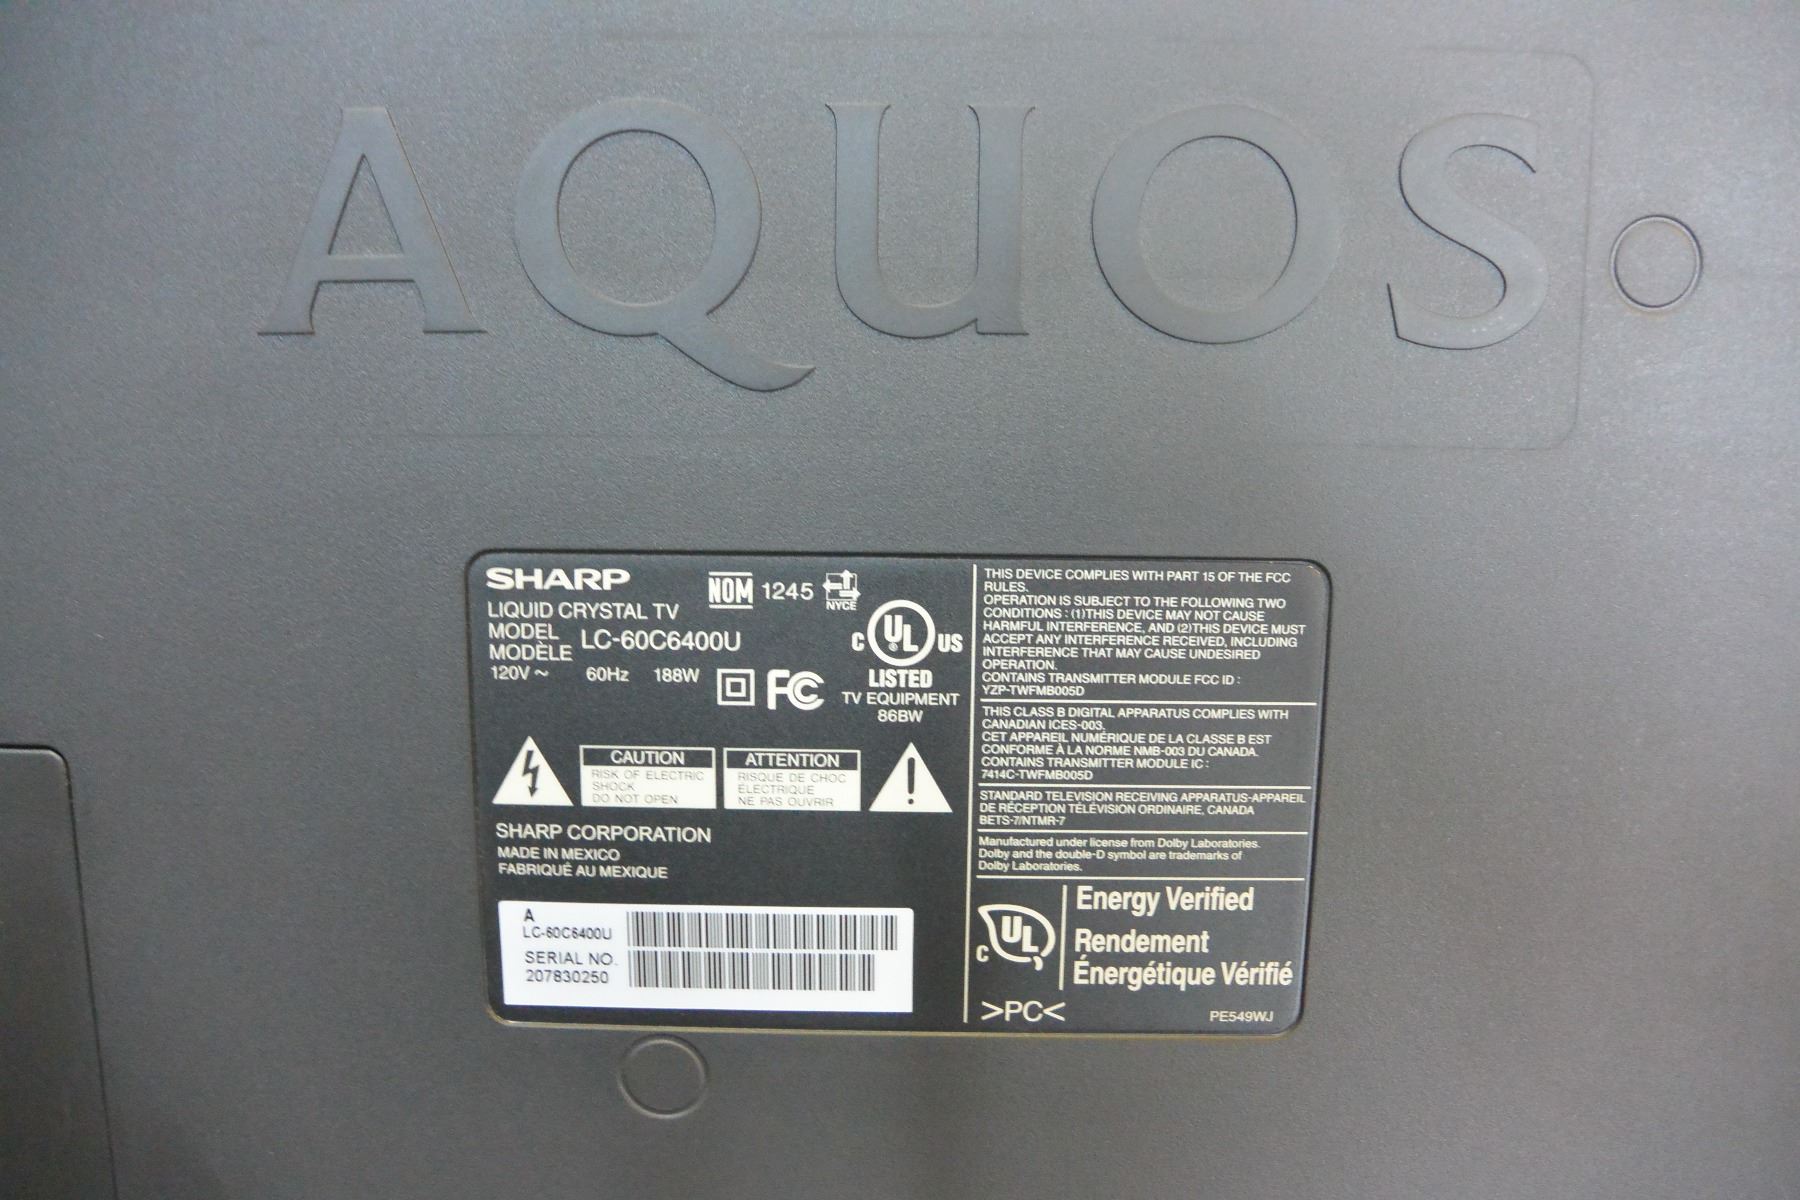 AQUOS
SHARP
LIQUID CRYSTAL TV
MODEL
MODÈLE LC-60C6400U
120V ~ 60Hz 188W
NOM 1245 NYCE
C UL ® US
LISTED
TV EQUIPMENT
86BW
FC
CAUTION
RISK OF ELECTRIC
SHOCK
DO NOT OPEN
ATTENTION
RISQUE DE CHOC
ELECTRIQUE
NE PAS OUVRIR
SHARP CORPORATION
MADE IN MEXICO
FABRIQUÉ AU MEXIQUE
A
LC-60C6400U
SERIAL NO.
207830250
THIS DEVICE COMPLIES WITH PART 15 OF THE FCC
RULES.
OPERATION IS SUBJECT TO THE FOLLOWING TWO
CONDITIONS : (1)THIS DEVICE MAY NOT CAUSE
HARMFUL INTERFERENCE, AND (2)THIS DEVICE MUST
ACCEPT ANY INTERFERENCE RECEIVED, INCLUDING
INTERFERENCE THAT MAY CAUSE UNDESIRED
OPERATION.
CONTAINS TRANSMITTER MODULE FCC ID :
YZP-TWFMB005D
THIS CLASS B DIGITAL APPARATUS COMPLIES WITH
CANADIAN ICES-003.
CET APPAREIL NUMÉRIQUE DE LA CLASSE B EST
CONFORME À LA NORME NMB-003 DU CANADA.
CONTAINS TRANSMITTER MODULE IC :
7414C-TWFMB005D
STANDARD TELEVISION RECEIVING APPARATUS-APPAREIL
DE RÉCEPTION TÉLÉVISION ORDINAIRE, CANADA
BETS-7/NTMR-7
Manufactured under license from Dolby Laboratories.
Dolby and the double-D symbol are trademarks of
Dolby Laboratories.
C UL
Energy Verified
Rendement
Énergétique Vérifié
>PC<
PE549WJ